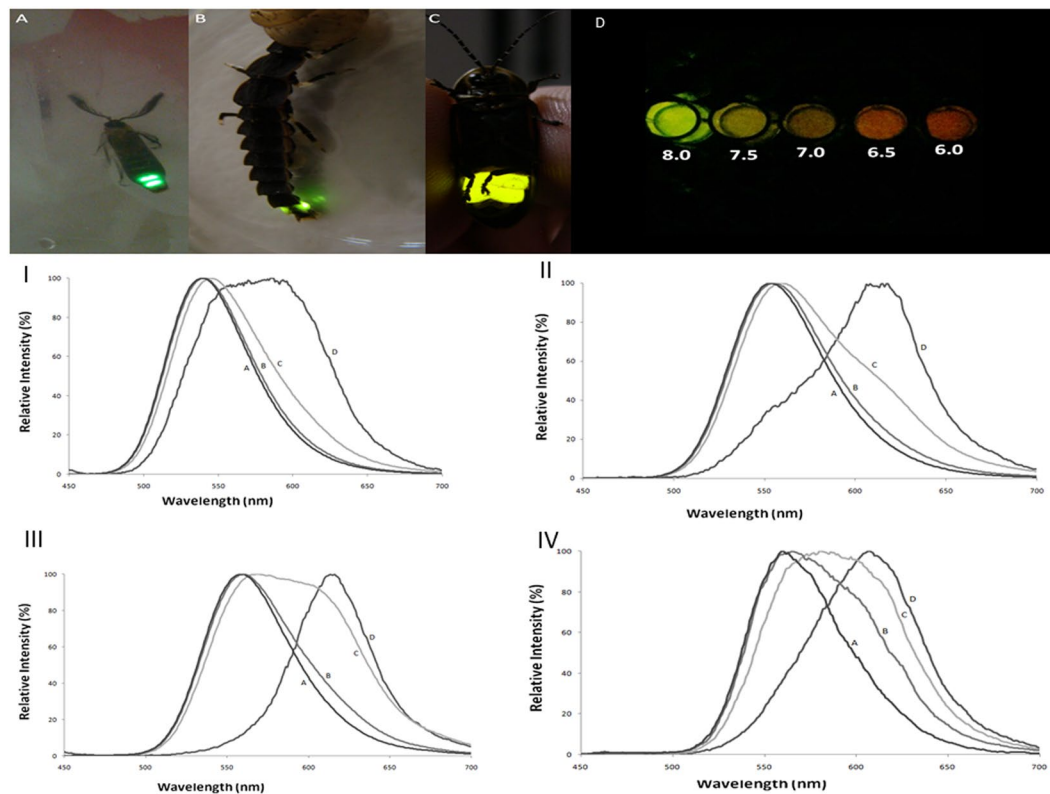 A B C D
8.0 7.5 7.0 6.5 6.0
I
Relative Intensity (%)
100
80
60
40
20
0
A B C D
450 500 550 600 650 700
Wavelength (nm)
II
Relative Intensity (%)
100
80
60
40
20
0
A B C D
450 500 550 600 650 700
Wavelength (nm)
III
Relative Intensity (%)
100
80
60
40
20
0
A B C D
450 500 550 600 650 700
Wavelength (nm)
IV
Relative Intensity (%)
100
80
60
40
20
0
A B C D
450 500 550 600 650 700
Wavelength (nm)